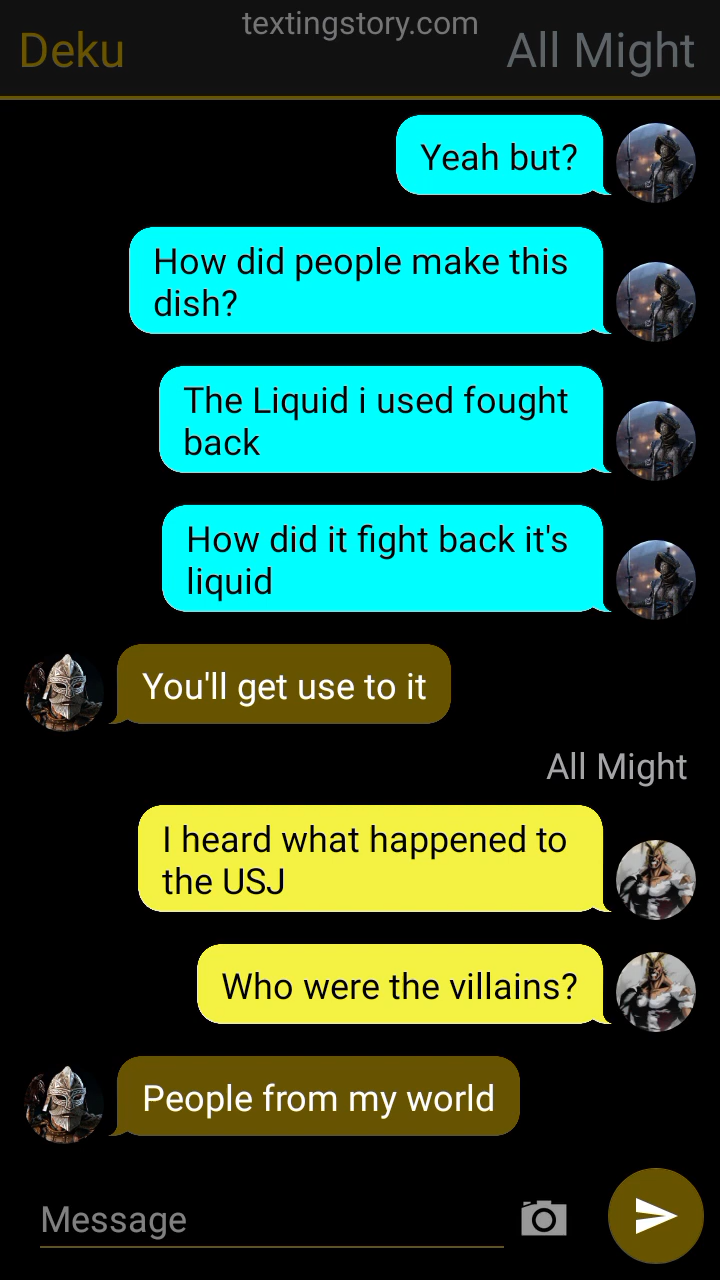 textingstory.com
Deku
All Might
Yeah but?
How did people make this
dish?
The Liquid i used fought
back
How did it fight back it's
liquid
You'll get use to it
All Might
I heard what happened to
the USJ
Who were the villains?
People from my world
Message